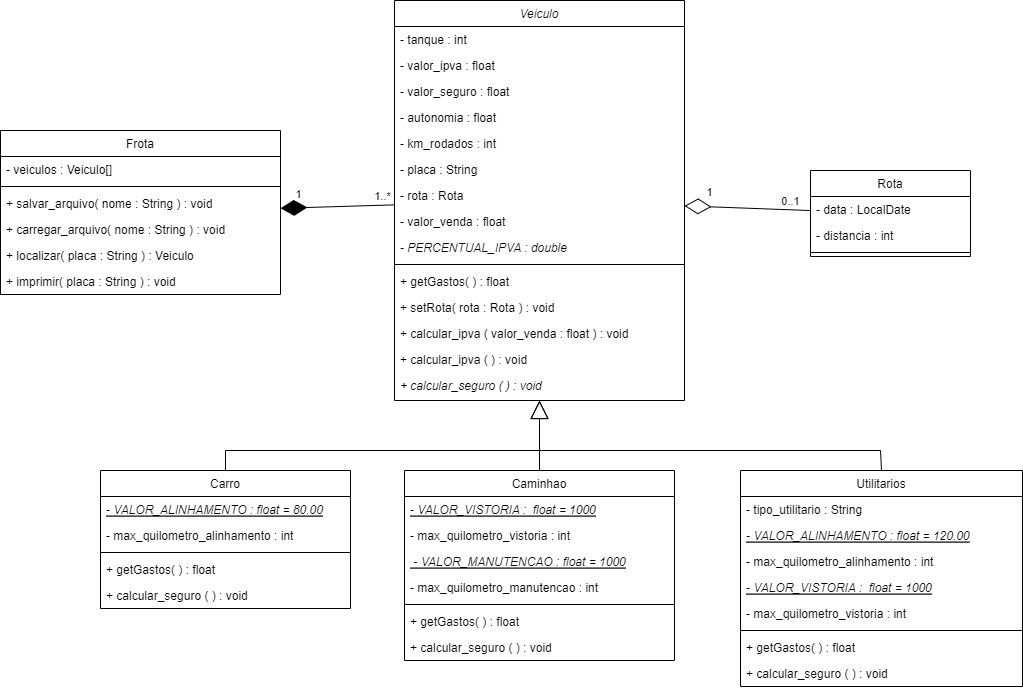 Veiculo
- tanque : int
- valor_ipva : float
- valor_seguro : float
- autonomia : float
- km_rodados : int
- placa : String
- rota : Rota
- valor_venda : float
- PERCENTUAL_IPVA : double
+ getGastos( ) : float
+ setRota( rota : Rota ) : void
+ calcular_ipva ( valor_venda : float ) : void
+ calcular_ipva ( ) : void
+ calcular_seguro ( ) : void
Frota
- veiculos : Veiculo[]
+ salvar_arquivo( nome : String ) : void
+ carregar_arquivo( nome : String ) : void
+ localizar( placa : String ) : Veiculo
+ imprimir( placa : String ) : void
1
1..*
1
0..1
Rota
- data : LocalDate
- distancia : int
Carro
- VALOR_ALINHAMENTO : float = 80.00
- max_quilometro_alinhamento : int
+ getGastos( ) : float
+ calcular_seguro ( ) : void
Caminhao
- VALOR_VISTORIA :  float = 1000
- max_quilometro_vistoria : int
- VALOR_MANUTENCAO : float = 1000
- max_quilometro_manutencao : int
+ getGastos( ) : float
+ calcular_seguro ( ) : void
Utilitarios
- tipo_utilitario : String
- VALOR_ALINHAMENTO : float = 120.00
- max_quilometro_alinhamento : int
- VALOR_VISTORIA :  float = 1000
- max_quilometro_vistoria : int
+ getGastos( ) : float
+ calcular_seguro ( ) : void